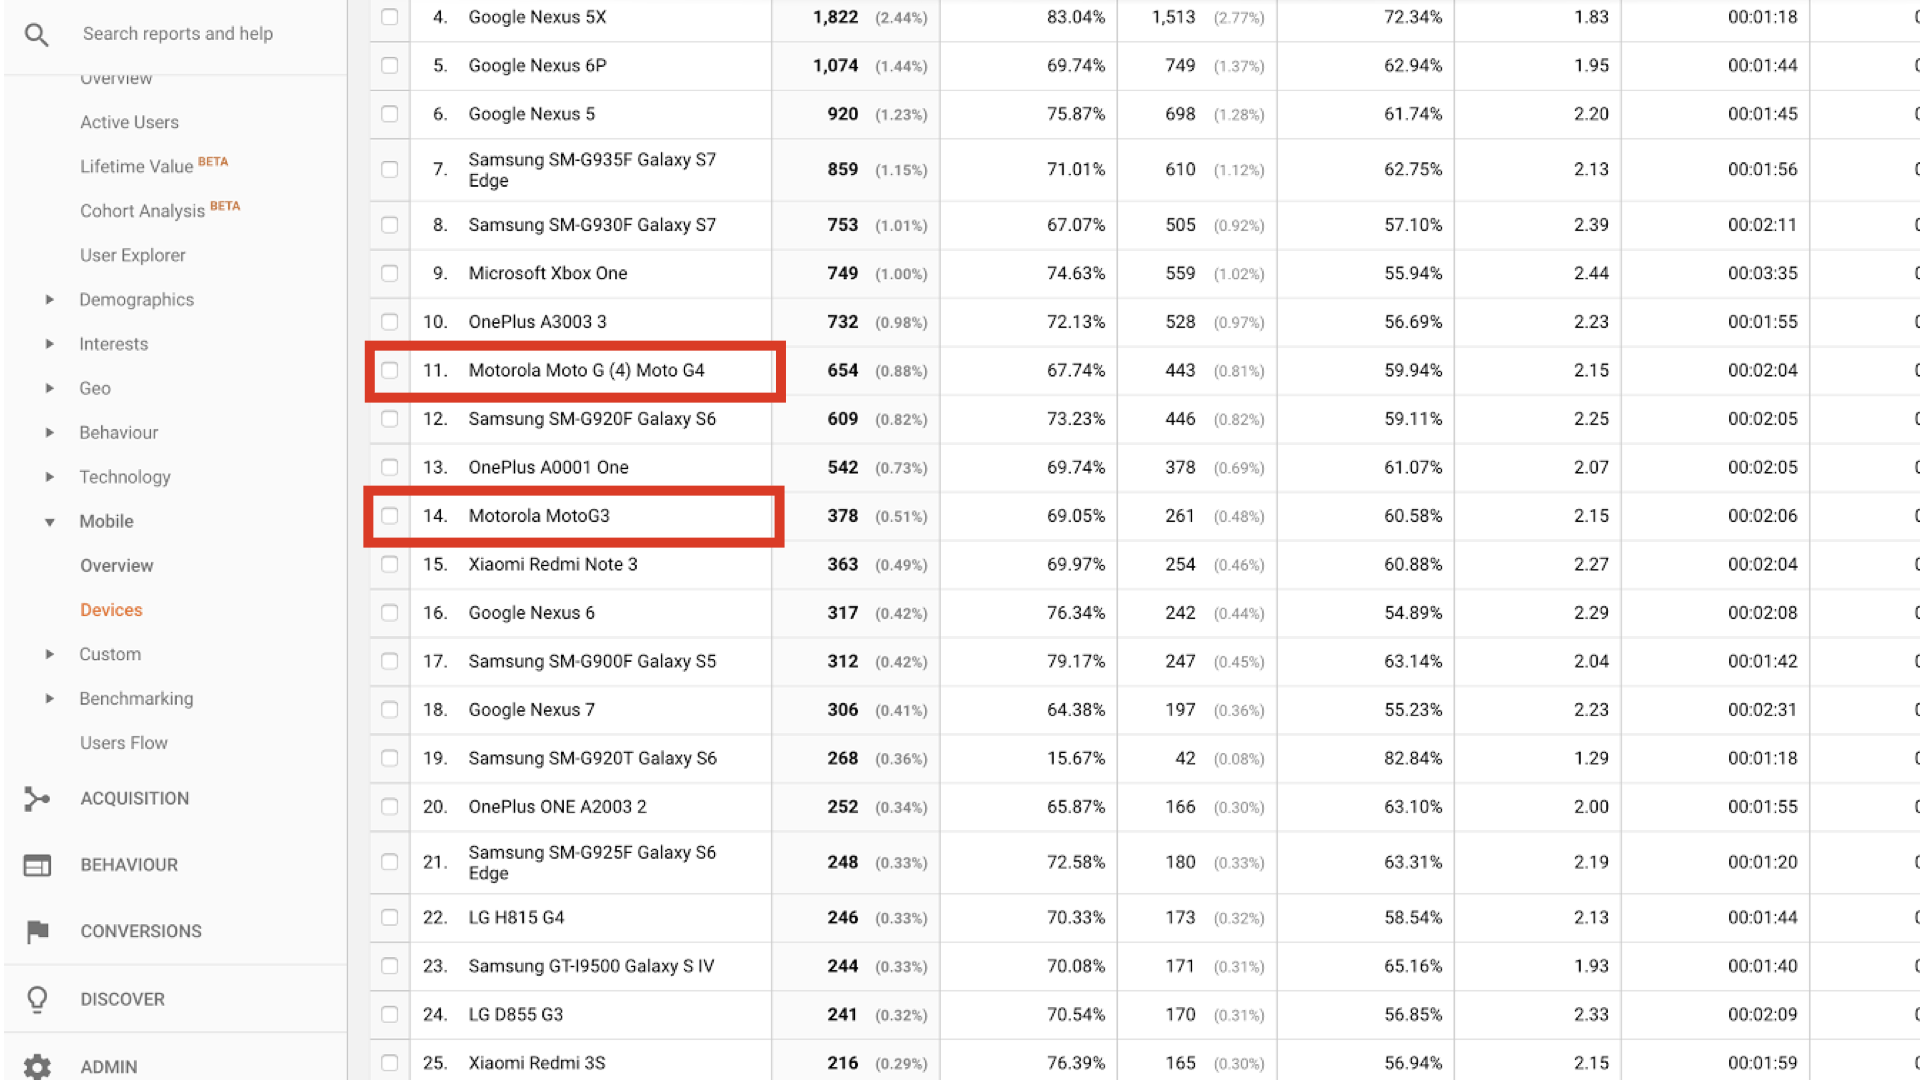 Search reports and help
Overview
Active Users
Lifetime Value BETA
Cohort Analysis BETA
User Explorer
Demographics
Interests
Geo
Behaviour
Technology
Mobile
Overview
Devices
Custom
Benchmarking
Users Flow
ACQUISITION
BEHAVIOUR
CONVERSIONS
DISCOVER
ADMIN
4. Google Nexus 5X 1,822 (2.44%) 83.04% 1,513 (2.77%) 72.34% 1.83 00:01:18
5. Google Nexus 6P 1,074 (1.44%) 69.74% 749 (1.37%) 62.94% 1.95 00:01:44
6. Google Nexus 5 920 (1.23%) 75.87% 698 (1.28%) 61.74% 2.20 00:01:45
7. Samsung SM-G935F Galaxy S7
Edge 859 (1.15%) 71.01% 610 (1.12%) 62.75% 2.13 00:01:56
8. Samsung SM-G930F Galaxy S7 753 (1.01%) 67.07% 505 (0.92%) 57.10% 2.39 00:02:11
9. Microsoft Xbox One 749 (1.00%) 74.63% 559 (1.02%) 55.94% 2.44 00:03:35
10. OnePlus A3003 3 732 (0.98%) 72.13% 528 (0.97%) 56.69% 2.23 00:01:55
11. Motorola Moto G (4) Moto G4 654 (0.88%) 67.74% 443 (0.81%) 59.94% 2.15 00:02:04
12. Samsung SM-G920F Galaxy S6 609 (0.82%) 73.23% 446 (0.82%) 59.11% 2.25 00:02:05
13. OnePlus A0001 One 542 (0.73%) 69.74% 378 (0.69%) 61.07% 2.07 00:02:05
14. Motorola MotoG3 378 (0.51%) 69.05% 261 (0.48%) 60.58% 2.15 00:02:06
15. Xiaomi Redmi Note 3 363 (0.49%) 69.97% 254 (0.46%) 60.88% 2.27 00:02:04
16. Google Nexus 6 317 (0.42%) 76.34% 242 (0.44%) 54.89% 2.29 00:02:08
17. Samsung SM-G900F Galaxy S5 312 (0.42%) 79.17% 247 (0.45%) 63.14% 2.04 00:01:42
18. Google Nexus 7 306 (0.41%) 64.38% 197 (0.36%) 55.23% 2.23 00:02:31
19. Samsung SM-G920T Galaxy S6 268 (0.36%) 15.67% 42 (0.08%) 82.84% 1.29 00:01:18
20. OnePlus ONE A2003 2 252 (0.34%) 65.87% 166 (0.30%) 63.10% 2.00 00:01:55
21. Samsung SM-G925F Galaxy S6
Edge 248 (0.33%) 72.58% 180 (0.33%) 63.31% 2.19 00:01:20
22. LG H815 G4 246 (0.33%) 70.33% 173 (0.32%) 58.54% 2.13 00:01:44
23. Samsung GT-I9500 Galaxy S IV 244 (0.33%) 70.08% 171 (0.31%) 65.16% 1.93 00:01:40
24. LG D855 G3 241 (0.32%) 70.54% 170 (0.31%) 56.85% 2.33 00:02:09
25. Xiaomi Redmi 3S 216 (0.29%) 76.39% 165 (0.30%) 56.94% 2.15 00:01:59